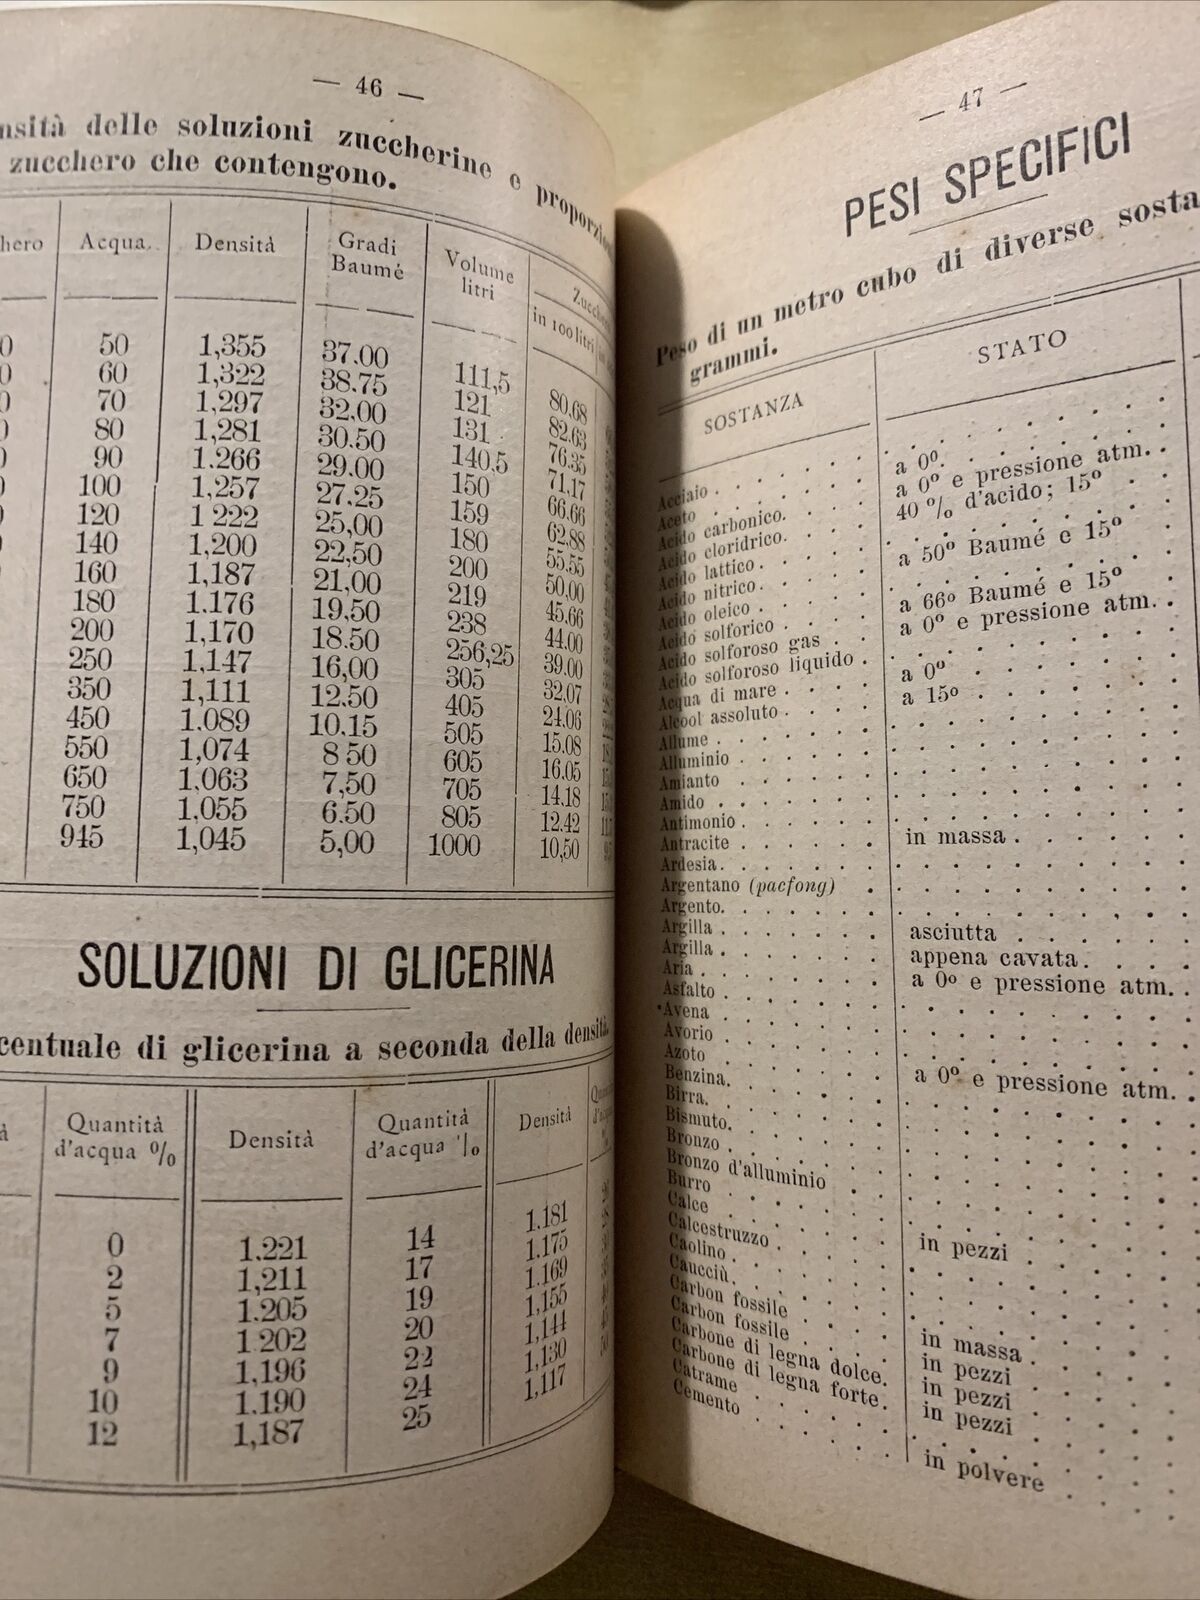 — 46 —
delle soluzioni zuccherine e proporzion
zucchero che contengono.
hero Acqua. Densità Gradi Baumé Volume litri
in 100 litri
50 1,355 37.00 111,5 80,68
60 1,322 38.75 121 82.63
70 1,297 32.00 131 76.35
80 1,281 30.50 140,5 71,17
90 1.266 29.00 150 66.66
100 1,257 27.25 159 62.88
120 1 222 25,00 180 55.55
140 1,200 22,50 200 50,00
160 1,187 21,00 219 45.66
180 1.176 19.50 238 44.00
200 1,170 18.50 256,25 39.00
250 1,147 16,00 305 32,07
350 1,111 12.50 405 24.06
450 1.089 10.15 505 15.08
550 1,074 8 50 605 16.05
650 1,063 7,50 705 14,18
750 1,055 6.50 805 12.42
945 1,045 5,00 1000 10,50
SOLUZIONI DI GLICERINA
centuale di glicerina a seconda della densità.
Quantità d'acqua % Densità Quantità d'acqua % Densità
0 1.221 14 1.181
2 1,211 17 1.175
5 1.205 19 1.169
7 1 202 20 1,155
9 1,196 22 1,144
10 1.190 24 1,130
12 1,187 25 1,117
— 47 —
PESI SPECIFICI
Peso di un metro cubo di diverse sosta
grammi.
SOSTANZA STATO
Acciaio
Aceto a 0º.
Acido carbonico. a 0º e pressione atm.
Acido cloridrico. 40 % d'acido; 15º
Acido lattico
Acido nitrico a 50º Baumé e 15º
Acido oleico
Acido solforico a 66º Baumé e 15º
Acido solforoso gas a 0º e pressione atm.
Acido solforoso liquido
Acqua di mare a 0º
Alcool assoluto a 15º
Allume
Alluminio
Amianto
Amido
Antimonio
Antracite in massa
Ardesia.
Argentano (pacfong)
Argento.
Argilla asciutta
Argilla appena cavata.
Aria a 0º e pressione atm.
Asfalto
Avena
Avorio
Azoto a 0º e pressione atm.
Benzina.
Birra.
Bismuto.
Bronzo
Bronzo d'alluminio
Burro
Calce in pezzi
Calcestruzzo
Caolino
Caucciù.
Carbon fossile in massa
Carbon fossile in pezzi
Carbone di legna dolce. in pezzi
Carbone di legna forte. in pezzi
Catrame
Cemento in polvere